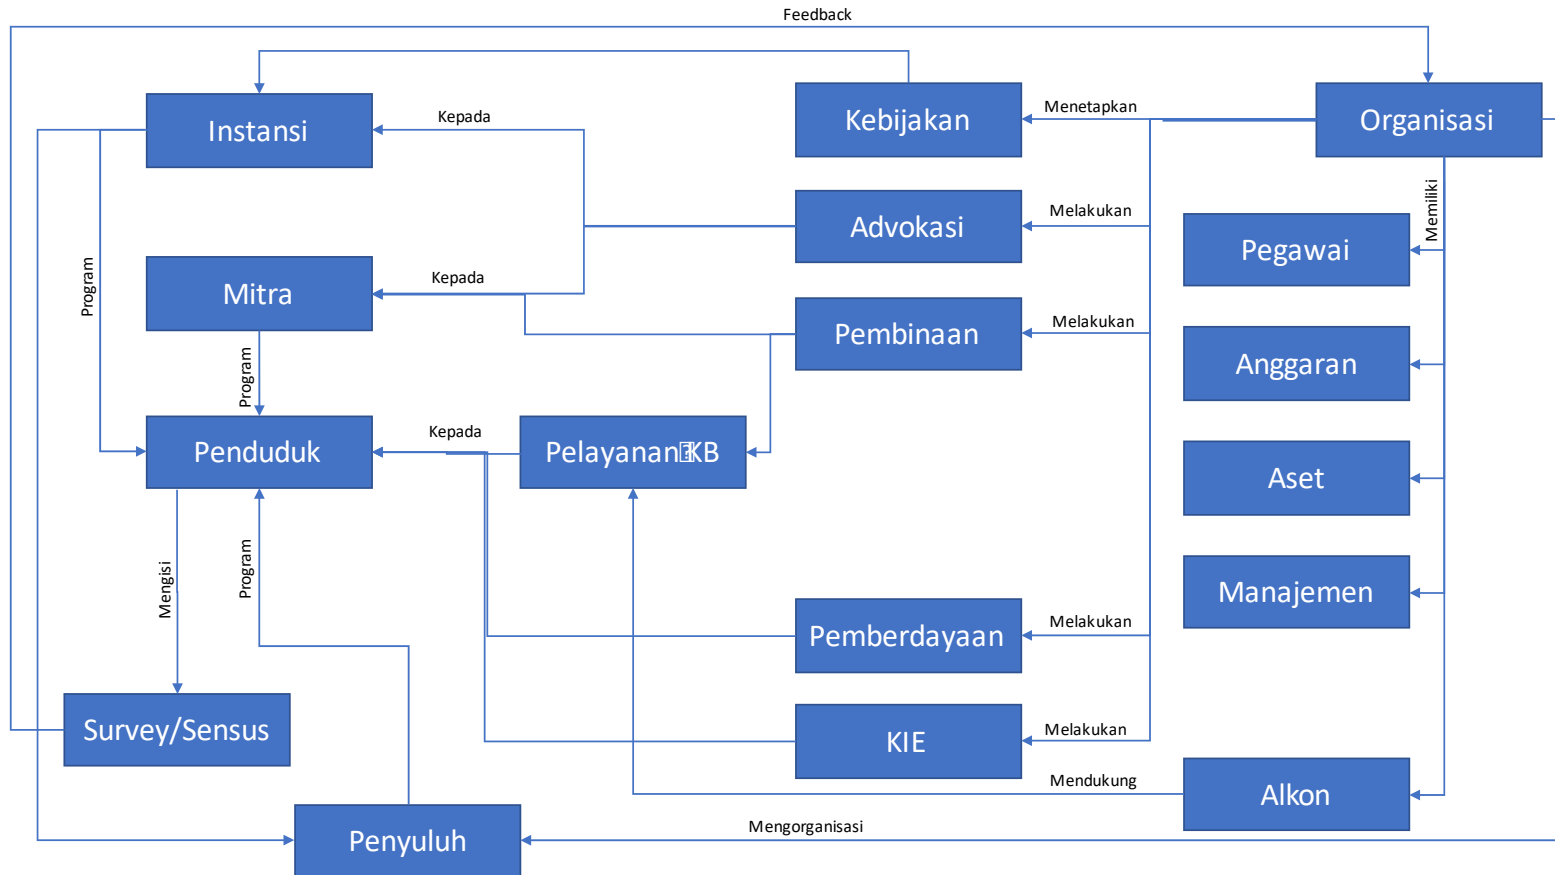 Feedback
Instansi
Kepada
Kebijakan
Menetapkan
Organisasi
Advokasi
Melakukan
Memiliki
Pegawai
Program
Mitra
Kepada
Pembinaan
Melakukan
Anggaran
Program
Penduduk
Kepada
Pelayanan KB
Aset
Mengisi
Program
Manajemen
Pemberdayaan
Melakukan
Survey/Sensus
KIE
Melakukan
Mendukung
Alkon
Penyuluh
Mengorganisasi